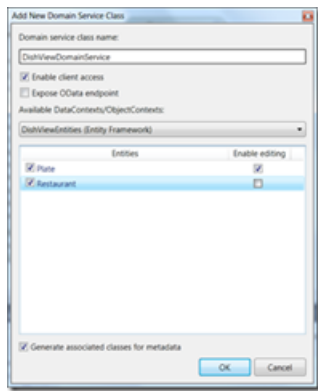 Add New Domain Service Class
Domain service class name:
DishViewDomainService
Enable client access
Expose OData endpoint
Available DataContexts/ObjectContexts:
DishViewEntities (Entity Framework)
Entities Enable editing
Plate
Restaurant
Generate associated classes for metadata
OK Cancel